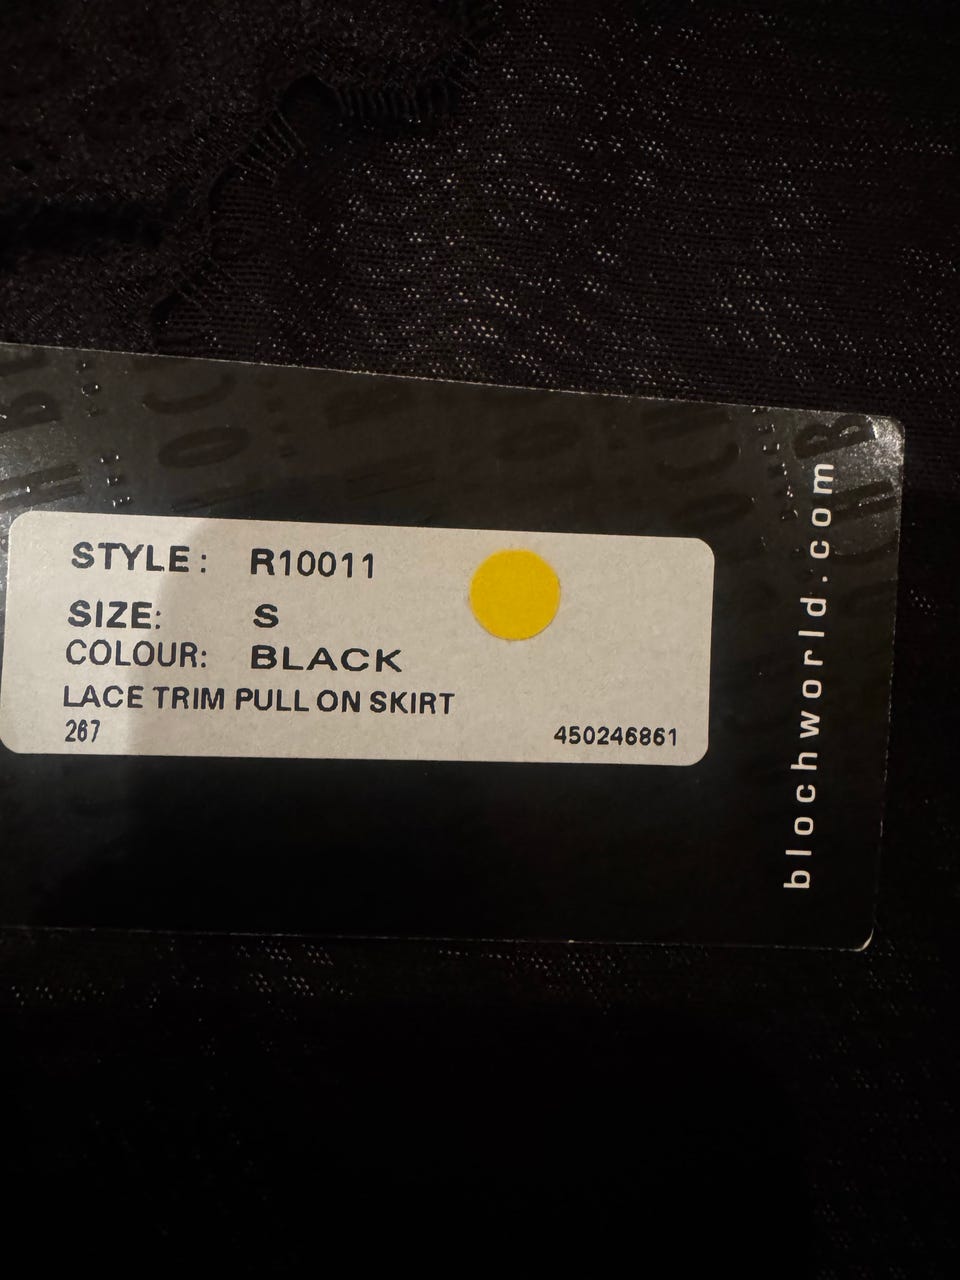 STYLE: R10011
SIZE: S
COLOUR: BLACK
LACE TRIM PULL ON SKIRT
267 450246861
blochworld.com